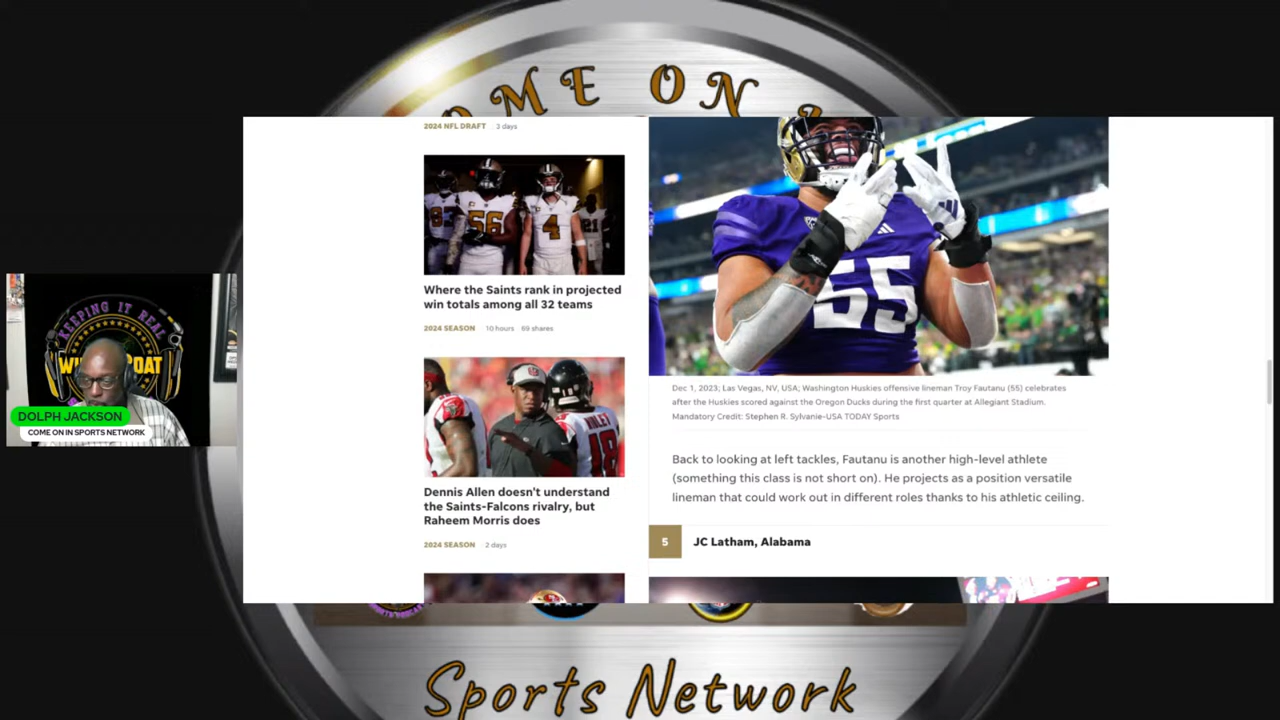 OME ON
2024 NFL DRAFT 3 days
56
4
21
Where the Saints rank in projected
win totals among all 32 teams
2024 SEASON 10 hours 69 shares
Dennis Allen doesn't understand
the Saints-Falcons rivalry, but
Raheem Morris does
2024 SEASON 2 days
55
Dec 1, 2023; Las Vegas, NV, USA; Washington Huskies offensive lineman Troy Fautanu (55) celebrates
after the Huskies scored against the Oregon Ducks during the first quarter at Allegiant Stadium.
Mandatory Credit: Stephen R. Sylvanie-USA TODAY Sports
Back to looking at left tackles, Fautanu is another high-level athlete
(something this class is not short on). He projects as a position versatile
lineman that could work out in different roles thanks to his athletic ceiling.
5 JC Latham, Alabama
KEEPING IT REAL
DOLPH JACKSON
COME ON IN SPORTS NETWORK
Sports Network